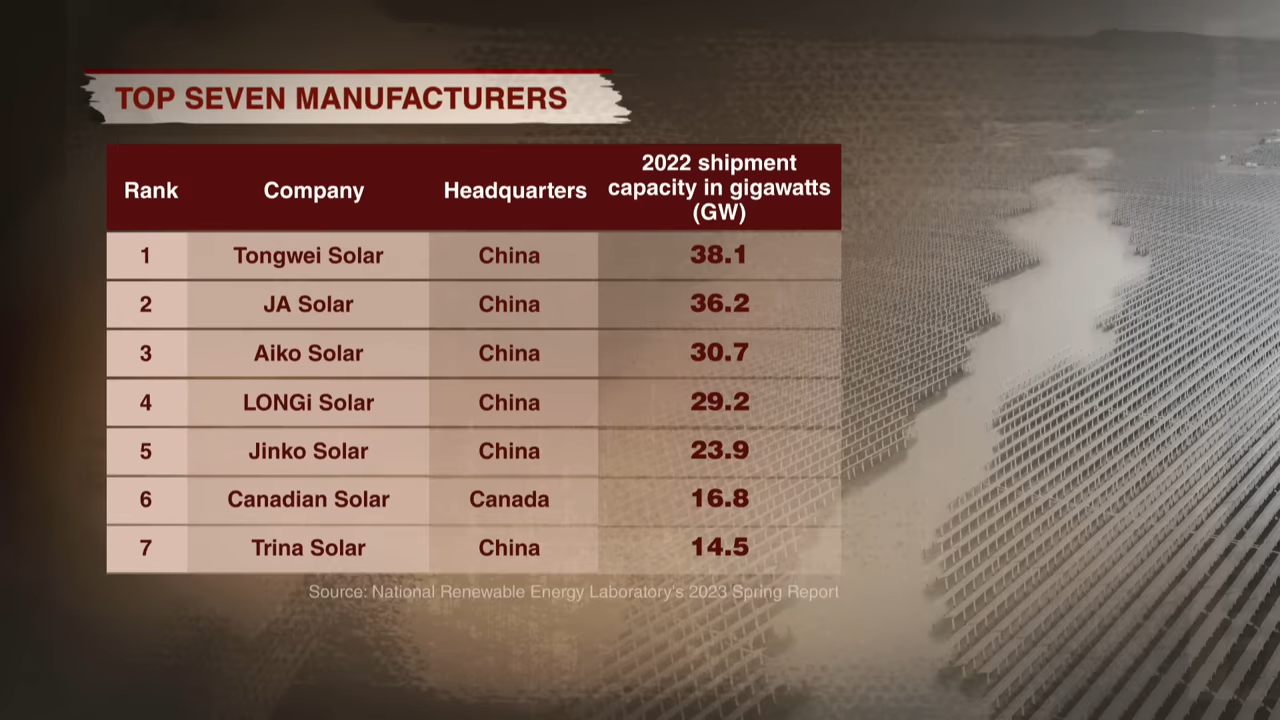 TOP SEVEN MANUFACTURERS
Rank Company Headquarters 2022 shipment
capacity in gigawatts
(GW)
1 Tongwei Solar China 38.1
2 JA Solar China 36.2
3 Aiko Solar China 30.7
4 LONGi Solar China 29.2
5 Jinko Solar China 23.9
6 Canadian Solar Canada 16.8
7 Trina Solar China 14.5
Source: National Renewable Energy Laboratory's 2023 Spring Report